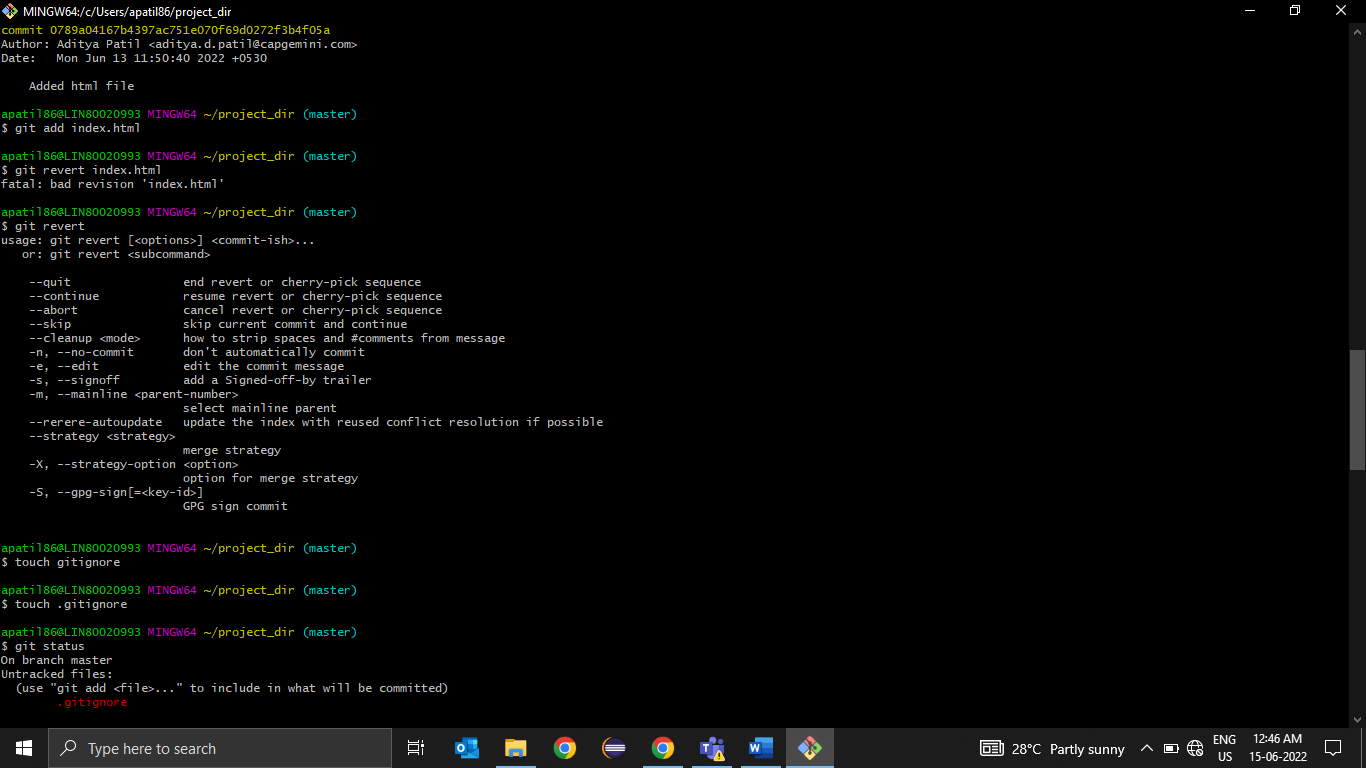 MINGW64:/c/Users/apatil86/project_dir
commit 0789a04167b4397ac751e070f69d0272f3b4f05a
Author: Aditya Patil <aditya.d.patil@capgemini.com>
Date:   Mon Jun 13 11:50:40 2022 +0530
    Added html file
apatil86@LIN80020993 MINGW64 ~/project_dir (master)
$ git add index.html
apatil86@LIN80020993 MINGW64 ~/project_dir (master)
$ git revert index.html
fatal: bad revision 'index.html'
apatil86@LIN80020993 MINGW64 ~/project_dir (master)
$ git revert
usage: git revert [<options>] <commit-ish>...
   or: git revert <subcommand>
    --quit                end revert or cherry-pick sequence
    --continue            resume revert or cherry-pick sequence
    --abort               cancel revert or cherry-pick sequence
    --skip                skip current commit and continue
    --cleanup <mode>      how to strip spaces and #comments from message
    -n, --no-commit       don't automatically commit
    -e, --edit            edit the commit message
    -s, --signoff         add a Signed-off-by trailer
    -m, --mainline <parent-number>
                          select mainline parent
    --rerere-autoupdate   update the index with reused conflict resolution if possible
    --strategy <strategy>
                          merge strategy
    -X, --strategy-option <option>
                          option for merge strategy
    -S, --gpg-sign[=<key-id>]
                          GPG sign commit
apatil86@LIN80020993 MINGW64 ~/project_dir (master)
$ touch gitignore
apatil86@LIN80020993 MINGW64 ~/project_dir (master)
$ touch .gitignore
apatil86@LIN80020993 MINGW64 ~/project_dir (master)
$ git status
On branch master
Untracked files:
  (use "git add <file>..." to include in what will be committed)
        .gitignore
Type here to search
28°C Partly sunny
ENG
US
12:46 AM
15-06-2022